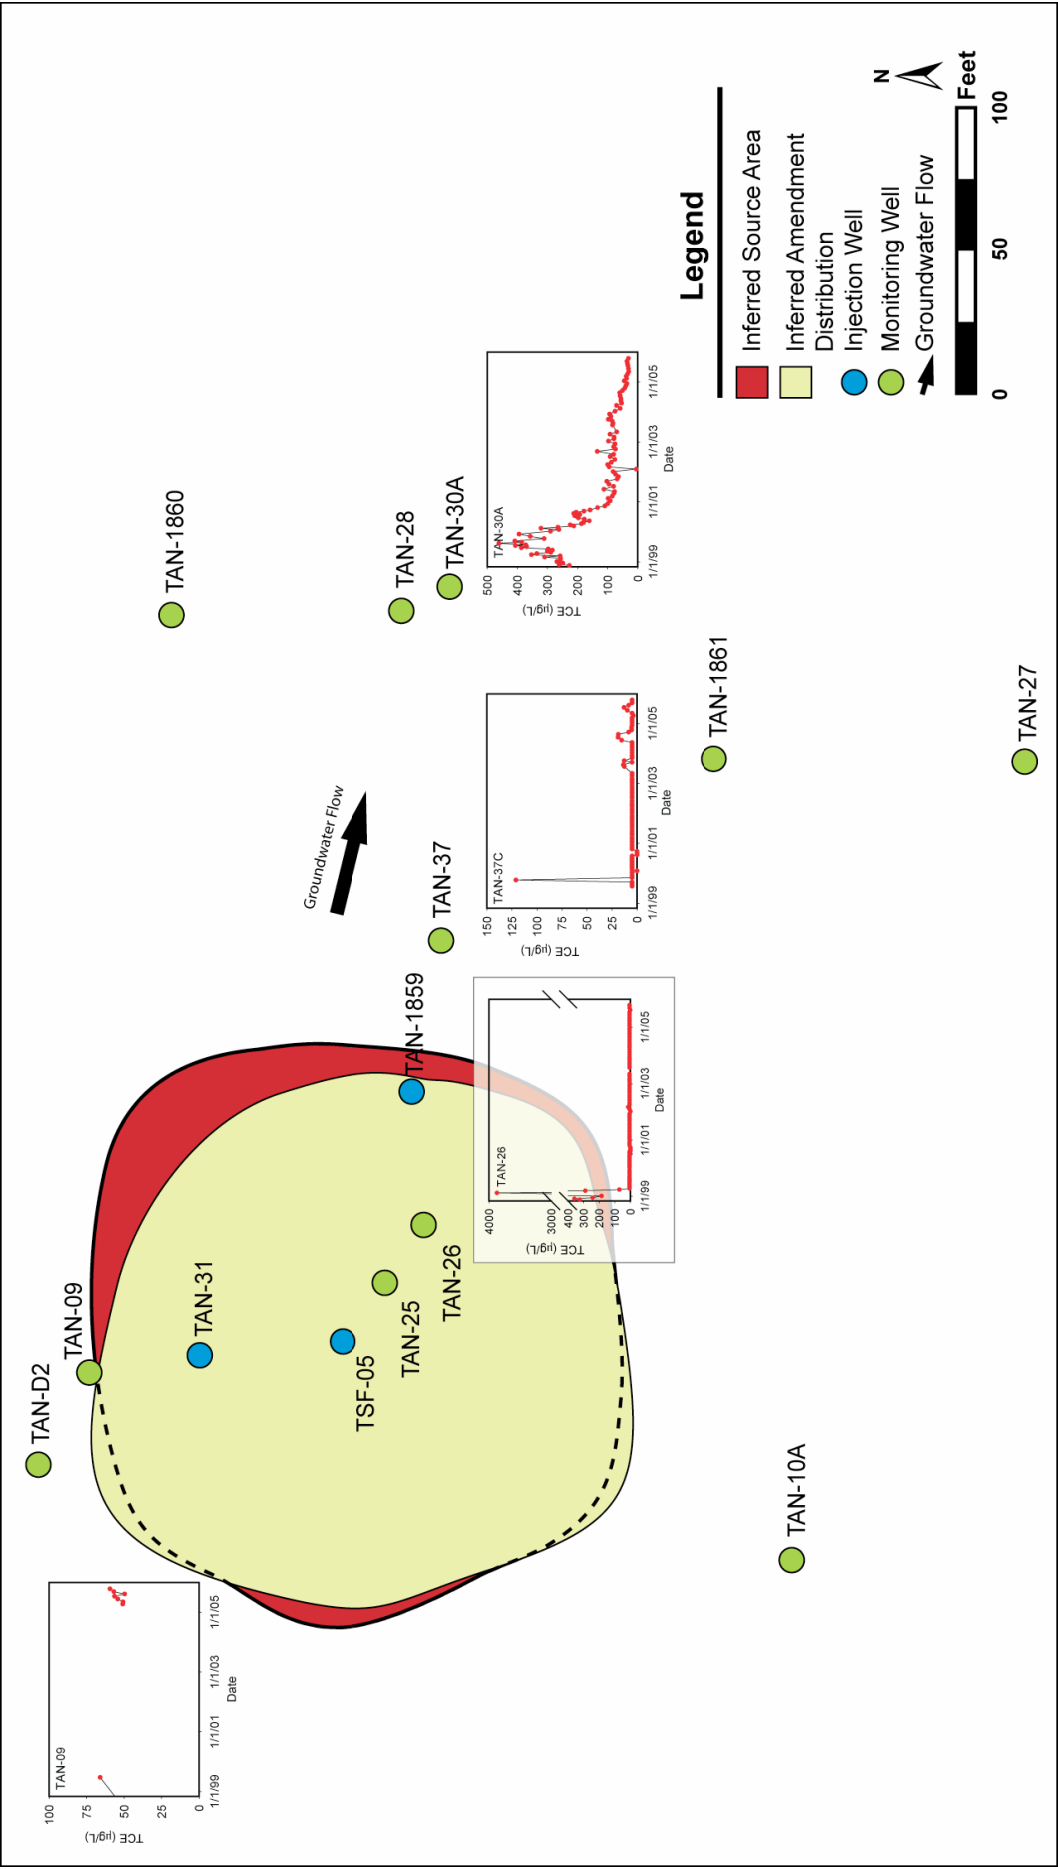 TAN-09
100
75
50
25
0
TCE (µg/L)
1/1/99
1/1/01
1/1/03
1/1/05
Date
TAN-D2
TAN-09
TAN-31
TSF-05
TAN-25
TAN-26
TAN-1859
TAN-10A
TAN-26
4000
3000
400
300
200
100
0
TCE (µg/L)
1/1/99
1/1/01
1/1/03
1/1/05
Date
Groundwater Flow
TAN-37
TAN-37C
150
125
100
75
50
25
0
TCE (µg/L)
1/1/99
1/1/01
1/1/03
1/1/05
Date
TAN-1860
TAN-28
TAN-30A
TAN-30A
500
400
300
200
100
0
TCE (µg/L)
1/1/99
1/1/01
1/1/03
1/1/05
Date
TAN-1861
TAN-27
Legend
Inferred Source Area
Inferred Amendment
Distribution
Injection Well
Monitoring Well
Groundwater Flow
N
0
50
100
Feet